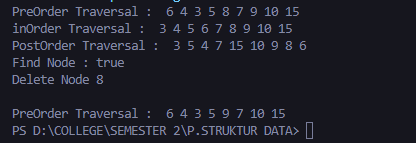 PreOrder Traversal :  6 4 3 5 8 7 9 10 15
inOrder Traversal :  3 4 5 6 7 8 9 10 15
PostOrder Traversal :  3 5 4 7 15 10 9 8 6
Find Node : true
Delete Node 8
PreOrder Traversal :  6 4 3 5 9 7 10 15
PS D:\COLLEGE\SEMESTER 2\P.STRUKTUR DATA>